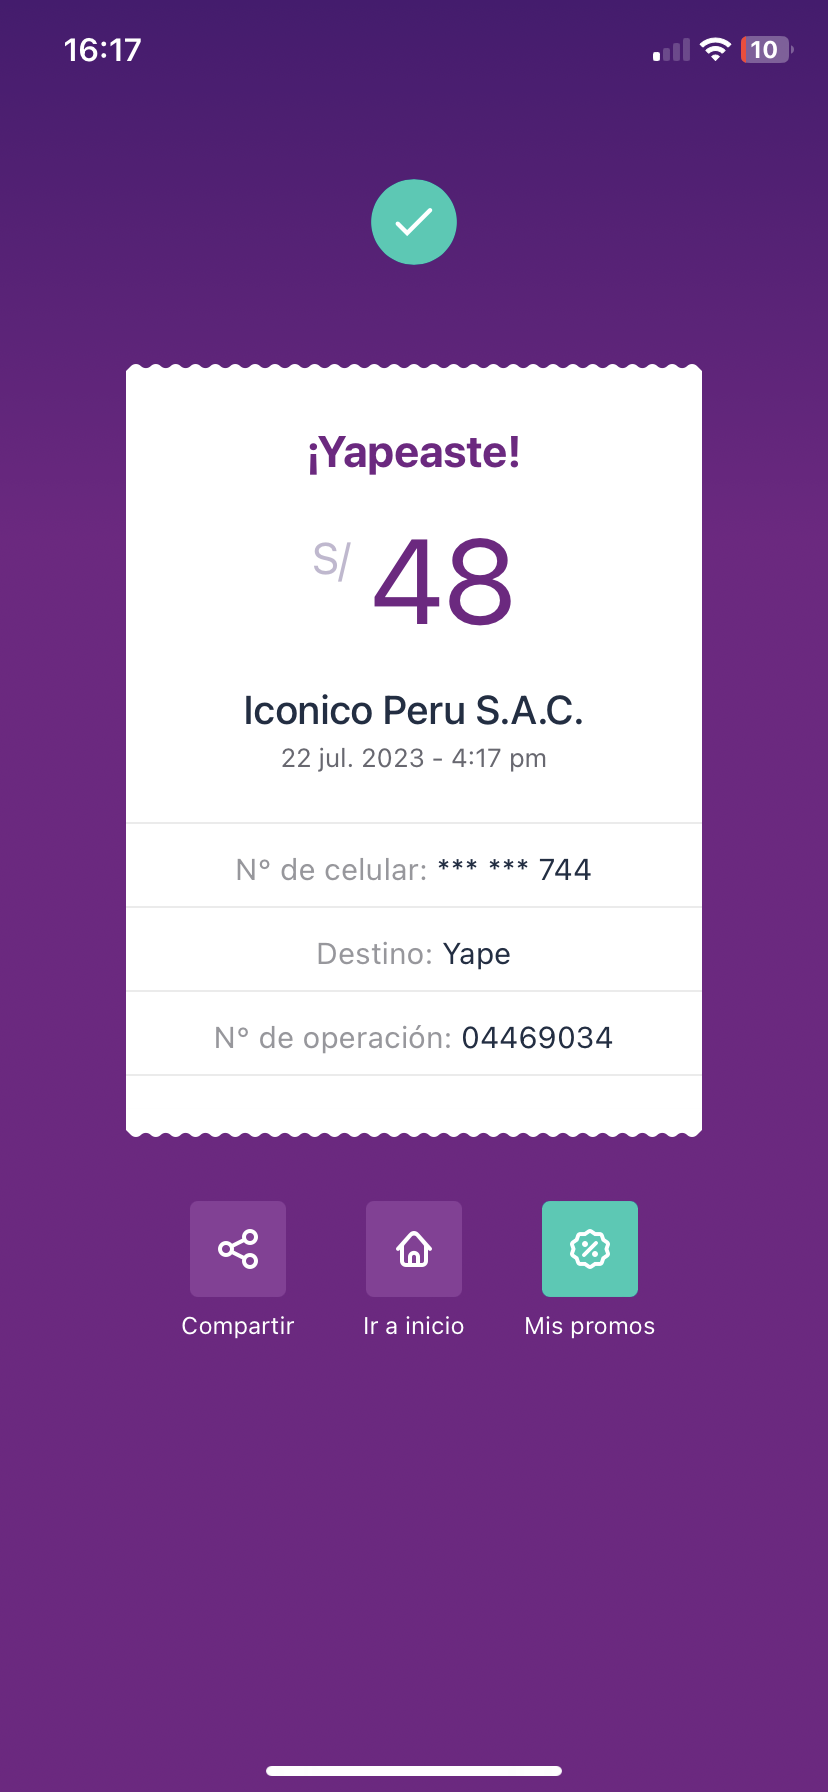 16:17
10
¡Yapeaste!
S/ 48
Iconico Peru S.A.C.
22 jul. 2023 - 4:17 pm
N° de celular: *** *** 744
Destino: Yape
N° de operación: 04469034
Compartir
Ir a inicio
Mis promos